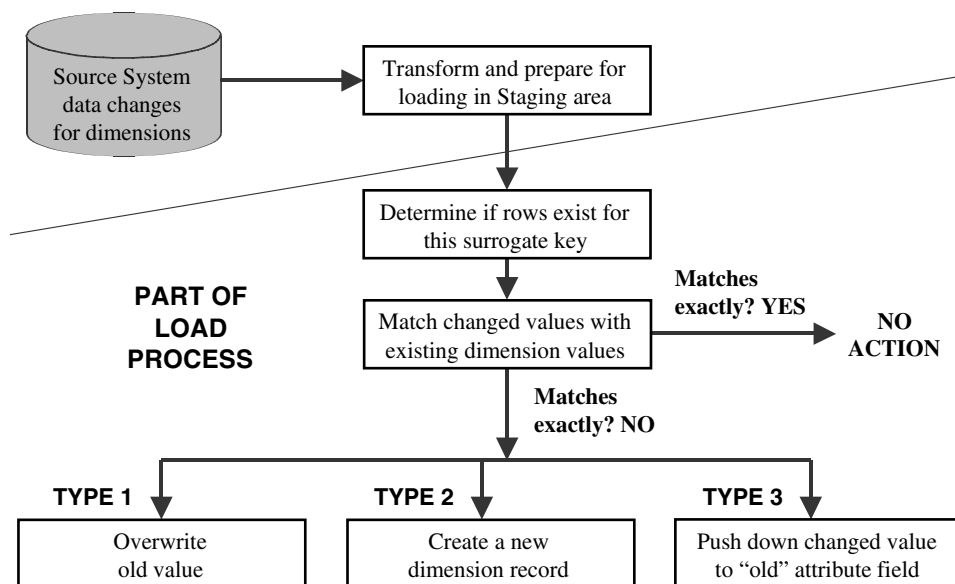 Source System
data changes
for dimensions
Transform and prepare for
loading in Staging area
Determine if rows exist for
this surrogate key
PART OF
LOAD
PROCESS
Matches
exactly? YES
Match changed values with
existing dimension values
NO
ACTION
Matches
exactly? NO
TYPE 1
Overwrite
old value
TYPE 2
Create a new
dimension record
TYPE 3
Push down changed value
to “old” attribute field